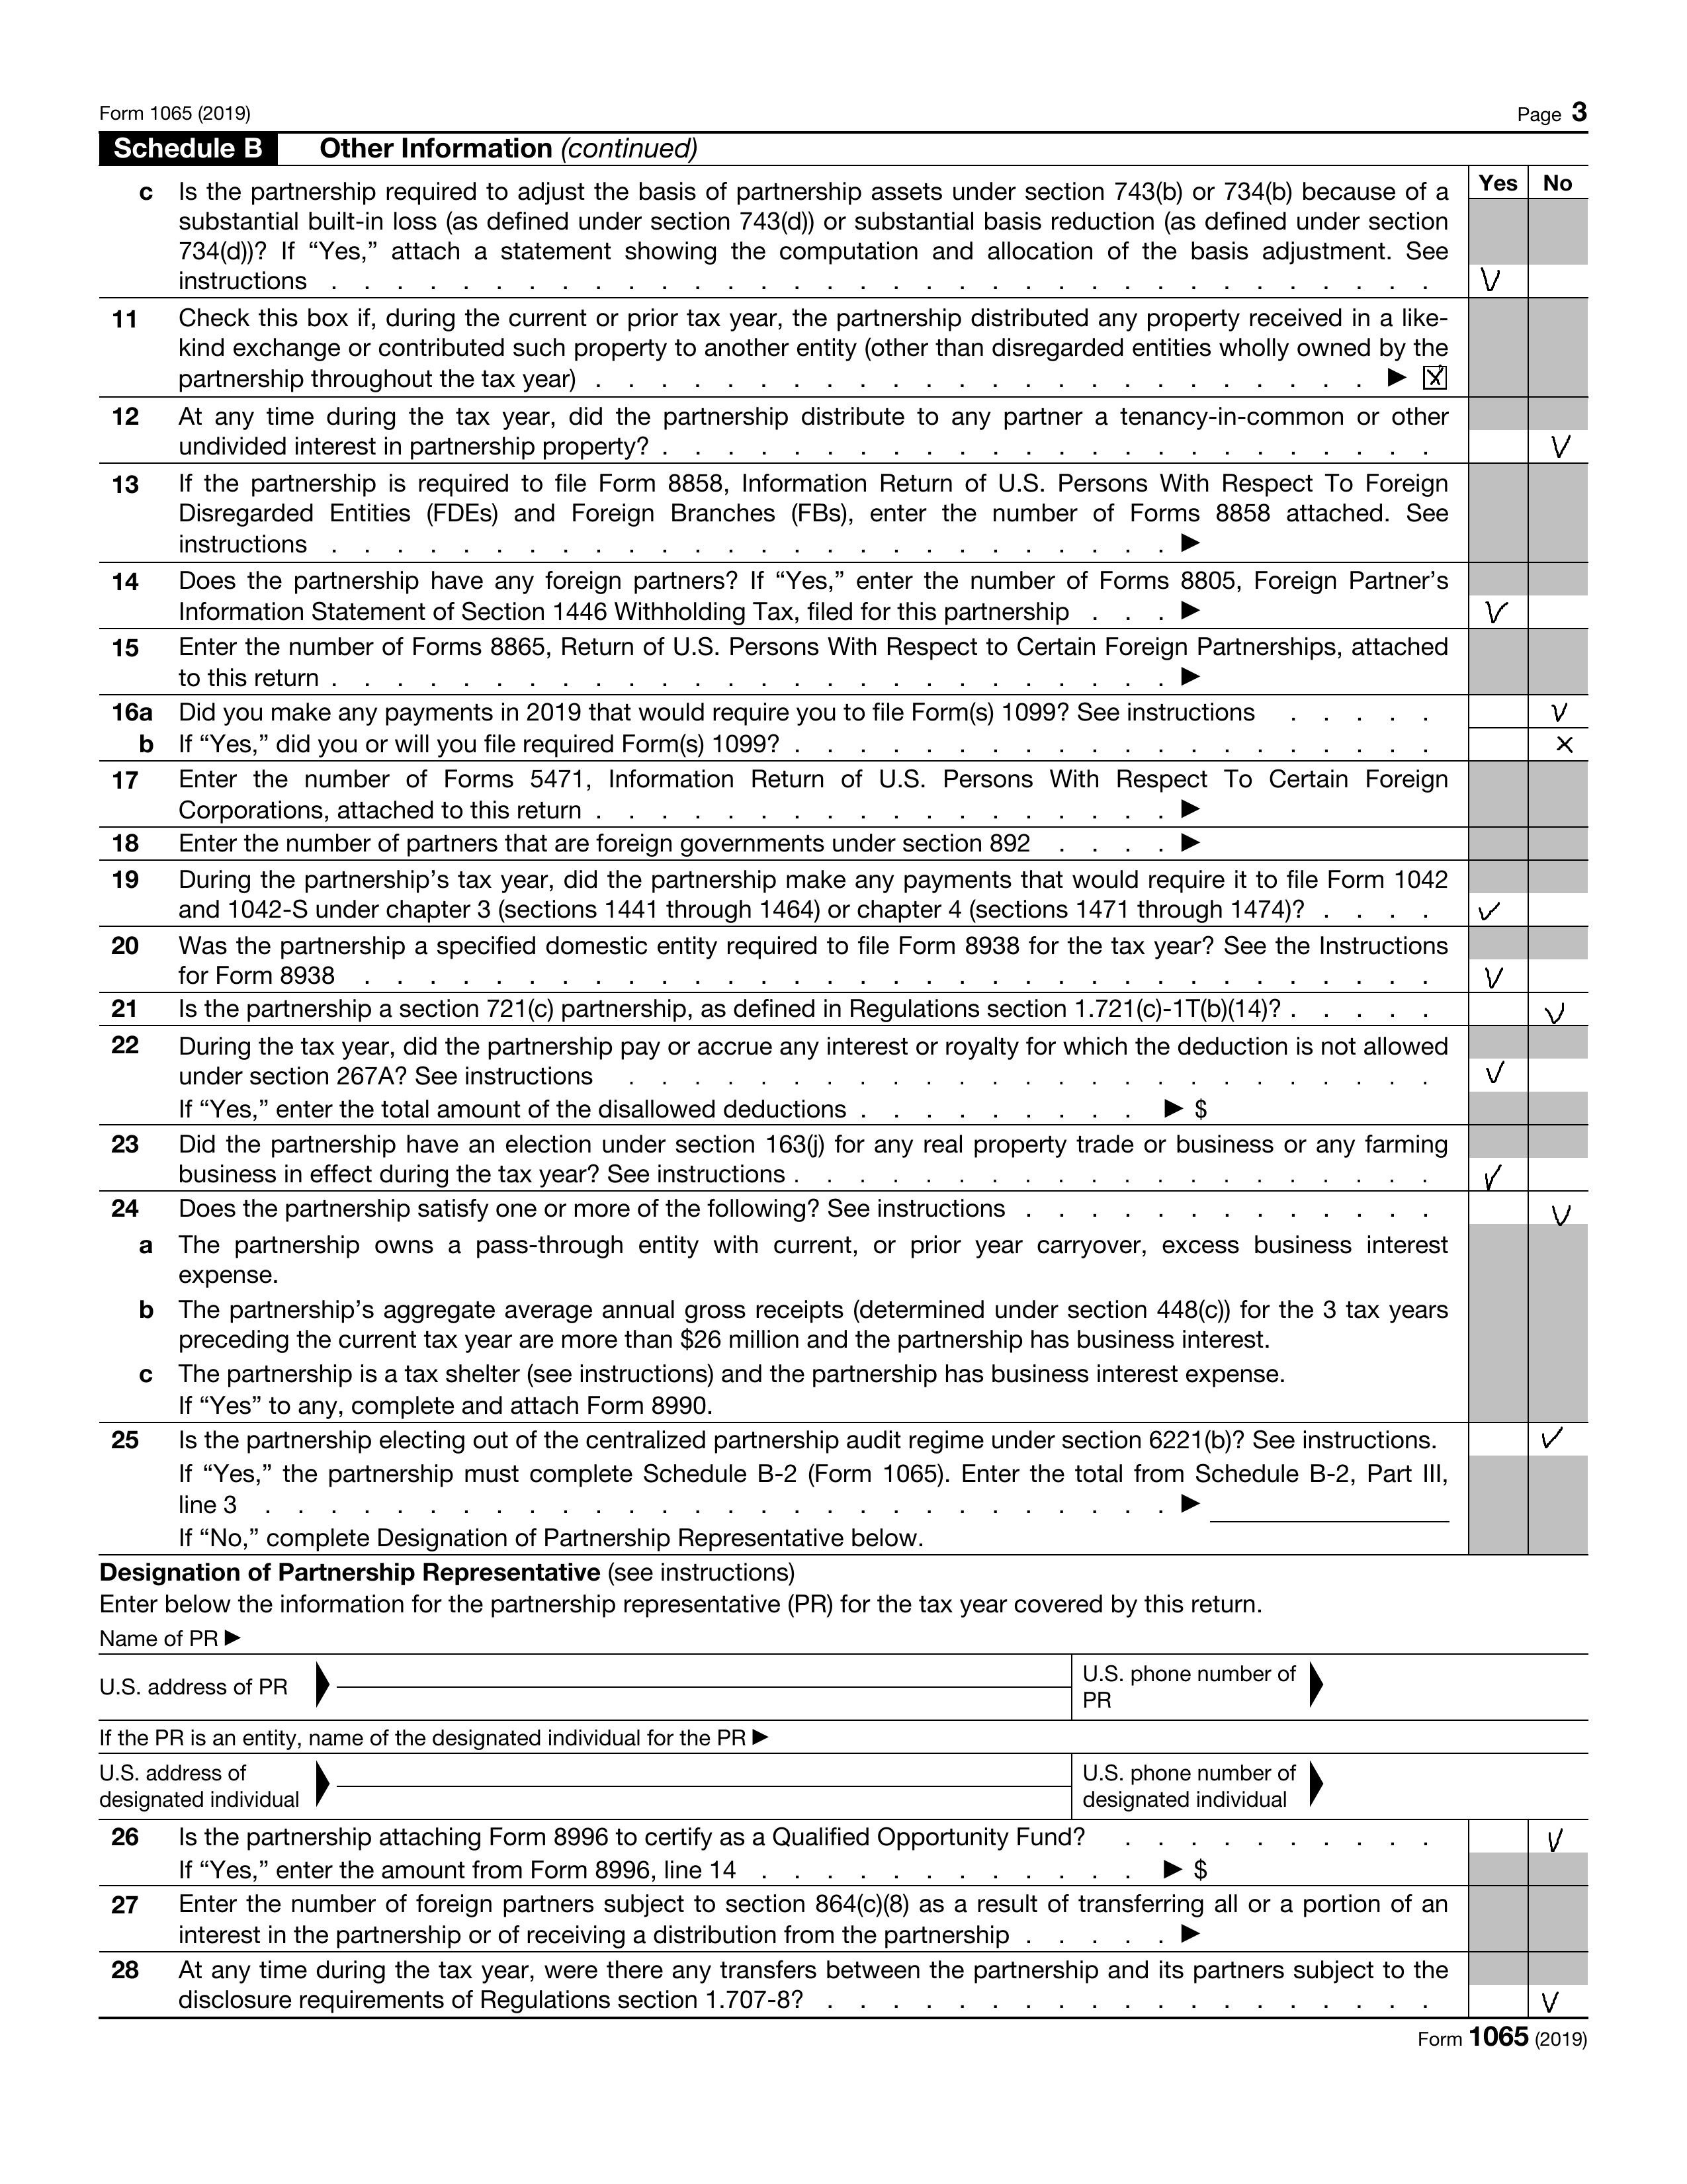 Form 1065 (2019) Page 3
Schedule B Other Information (continued)
Yes No
c Is the partnership required to adjust the basis of partnership assets under section 743(b) or 734(b) because of a
substantial built-in loss (as defined under section 743(d)) or substantial basis reduction (as defined under section
734(d))? If “Yes,” attach a statement showing the computation and allocation of the basis adjustment. See
instructions . . . . . . . . . . . . . . . . . . . . . . . . . . . . . . . . . . V
11 Check this box if, during the current or prior tax year, the partnership distributed any property received in a like-
kind exchange or contributed such property to another entity (other than disregarded entities wholly owned by the
partnership throughout the tax year) . . . . . . . . . . . . . . . . . . . . . . . . ▶ ☒
12 At any time during the tax year, did the partnership distribute to any partner a tenancy-in-common or other
undivided interest in partnership property? . . . . . . . . . . . . . . . . . . . . . . . . V
13 If the partnership is required to file Form 8858, Information Return of U.S. Persons With Respect To Foreign
Disregarded Entities (FDEs) and Foreign Branches (FBs), enter the number of Forms 8858 attached. See
instructions . . . . . . . . . . . . . . . . . . . . . . . . . . ▶
14 Does the partnership have any foreign partners? If “Yes,” enter the number of Forms 8805, Foreign Partner’s
Information Statement of Section 1446 Withholding Tax, filed for this partnership . . . ▶ V
15 Enter the number of Forms 8865, Return of U.S. Persons With Respect to Certain Foreign Partnerships, attached
to this return . . . . . . . . . . . . . . . . . . . . . . . . . . ▶
16a Did you make any payments in 2019 that would require you to file Form(s) 1099? See instructions . . . . . V
b If “Yes,” did you or will you file required Form(s) 1099? . . . . . . . . . . . . . . . . . . . . ×
17 Enter the number of Forms 5471, Information Return of U.S. Persons With Respect To Certain Foreign
Corporations, attached to this return . . . . . . . . . . . . . . . . . . ▶
18 Enter the number of partners that are foreign governments under section 892 . . . . ▶
19 During the partnership’s tax year, did the partnership make any payments that would require it to file Form 1042
and 1042-S under chapter 3 (sections 1441 through 1464) or chapter 4 (sections 1471 through 1474)? . . . . ✓
20 Was the partnership a specified domestic entity required to file Form 8938 for the tax year? See the Instructions
for Form 8938 . . . . . . . . . . . . . . . . . . . . . . . . . . . . . . . . . V
21 Is the partnership a section 721(c) partnership, as defined in Regulations section 1.721(c)-1T(b)(14)? . . . . . V
22 During the tax year, did the partnership pay or accrue any interest or royalty for which the deduction is not allowed
under section 267A? See instructions . . . . . . . . . . . . . . . . . . . . . . . . . ✓
If “Yes,” enter the total amount of the disallowed deductions . . . . . . . . . ▶ $
23 Did the partnership have an election under section 163(j) for any real property trade or business or any farming
business in effect during the tax year? See instructions . . . . . . . . . . . . . . . . . . . . ✓
24 Does the partnership satisfy one or more of the following? See instructions . . . . . . . . . . . . . V
a The partnership owns a pass-through entity with current, or prior year carryover, excess business interest
expense.
b The partnership’s aggregate average annual gross receipts (determined under section 448(c)) for the 3 tax years
preceding the current tax year are more than $26 million and the partnership has business interest.
c The partnership is a tax shelter (see instructions) and the partnership has business interest expense.
If “Yes” to any, complete and attach Form 8990.
25 Is the partnership electing out of the centralized partnership audit regime under section 6221(b)? See instructions. ✓
If “Yes,” the partnership must complete Schedule B-2 (Form 1065). Enter the total from Schedule B-2, Part III,
line 3 . . . . . . . . . . . . . . . . . . . . . . . . . . . . ▶
If “No,” complete Designation of Partnership Representative below.
Designation of Partnership Representative (see instructions)
Enter below the information for the partnership representative (PR) for the tax year covered by this return.
Name of PR ▶
U.S. address of PR
U.S. phone number of
PR
If the PR is an entity, name of the designated individual for the PR ▶
U.S. address of
designated individual
U.S. phone number of
designated individual
26 Is the partnership attaching Form 8996 to certify as a Qualified Opportunity Fund? . . . . . . . . . . V
If “Yes,” enter the amount from Form 8996, line 14 . . . . . . . . . . . . ▶ $
27 Enter the number of foreign partners subject to section 864(c)(8) as a result of transferring all or a portion of an
interest in the partnership or of receiving a distribution from the partnership . . . . . ▶
28 At any time during the tax year, were there any transfers between the partnership and its partners subject to the
disclosure requirements of Regulations section 1.707-8? . . . . . . . . . . . . . . . . . . . V
Form 1065 (2019)